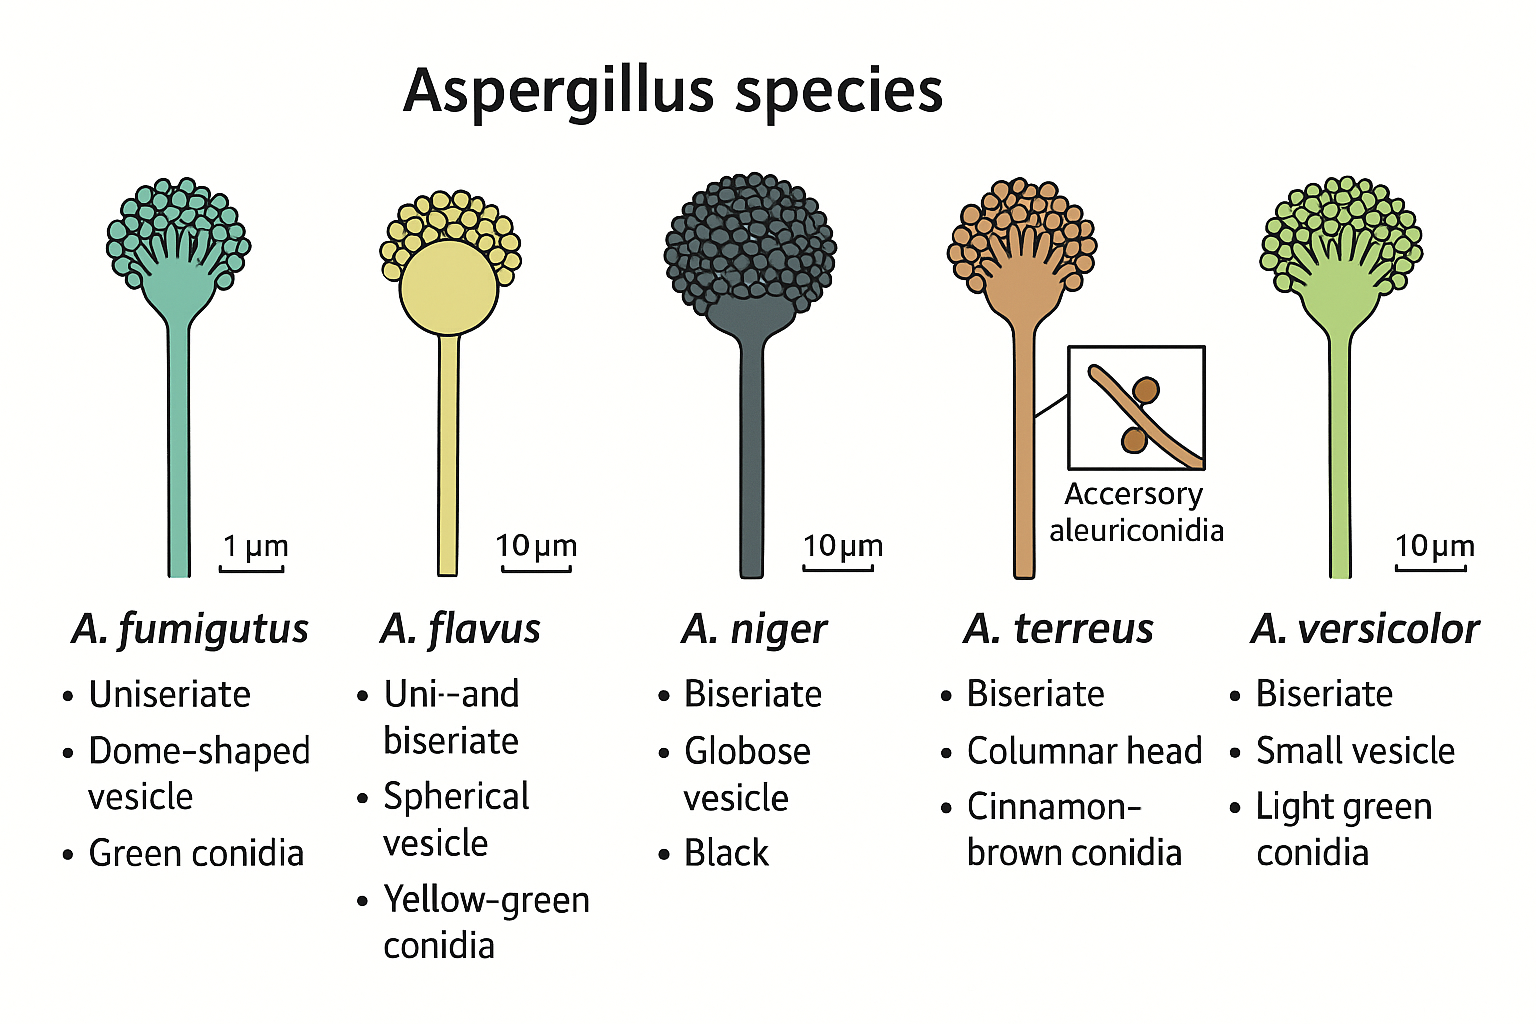 Aspergillus species
1 µm
10 µm
10 µm
Accersory
aleuriconidia
10 µm
A. fumigutus
• Uniseriate
• Dome-shaped
vesicle
• Green conidia
A. flavus
• Uni--and
biseriate
• Spherical
vesicle
• Yellow-green
conidia
A. niger
• Biseriate
• Globose
vesicle
• Black
A. terreus
• Biseriate
• Columnar head
• Cinnamon-
brown conidia
A. versicolor
• Biseriate
• Small vesicle
• Light green
conidia